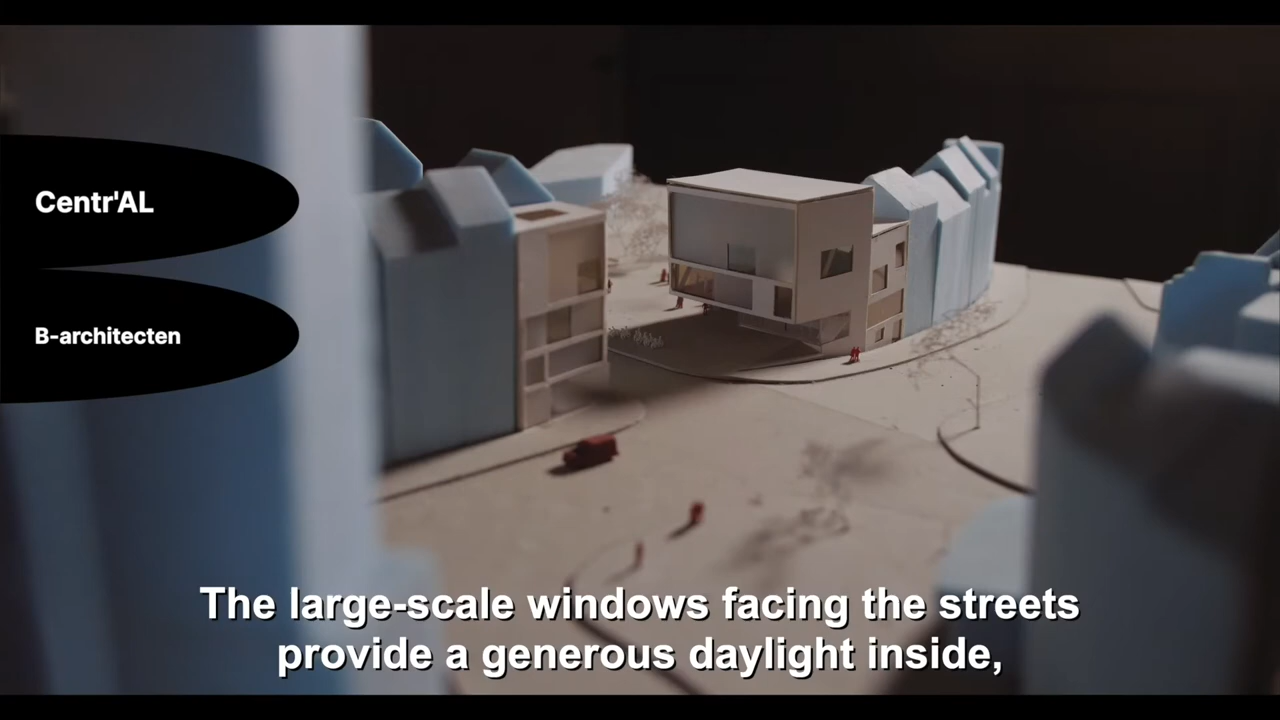 Centr'AL
B-architecten
The large-scale windows facing the streets
provide a generous daylight inside,